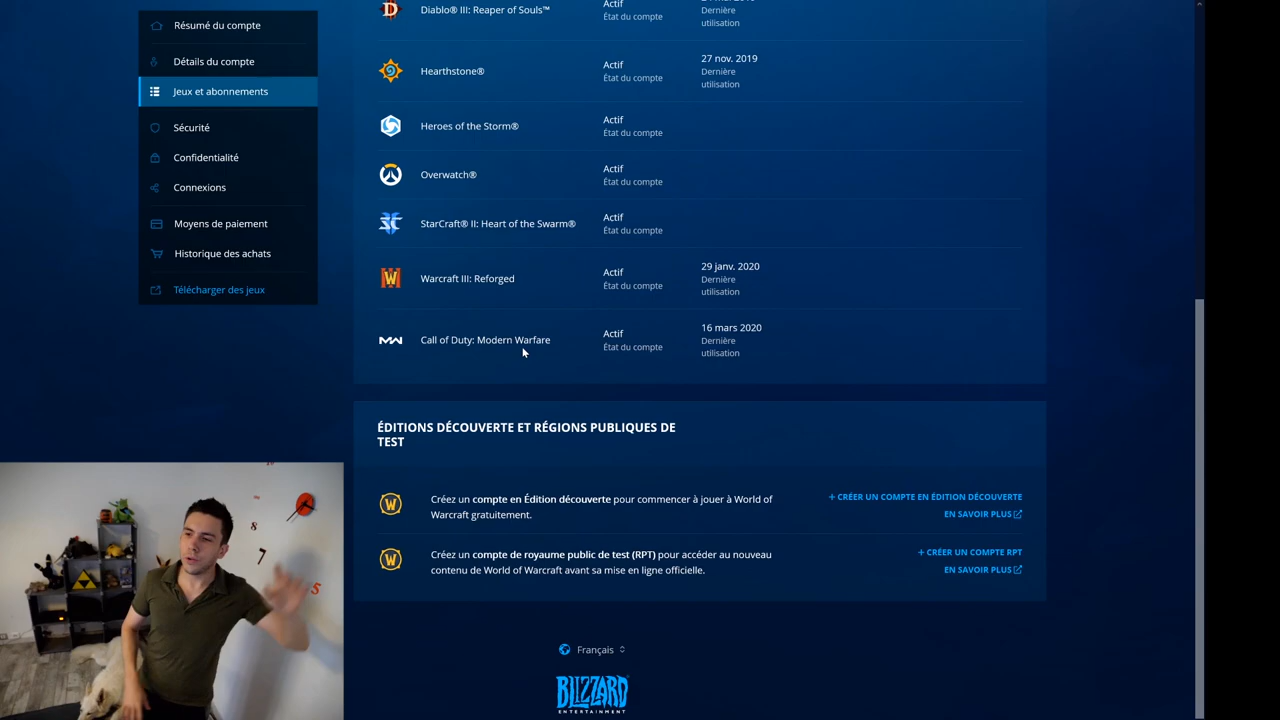 Résumé du compte
Détails du compte
Jeux et abonnements
Sécurité
Confidentialité
Connexions
Moyens de paiement
Historique des achats
Télécharger des jeux
Diablo® III: Reaper of Souls™
Actif
État du compte
Dernière
utilisation
Hearthstone®
Actif
État du compte
27 nov. 2019
Dernière
utilisation
Heroes of the Storm®
Actif
État du compte
Overwatch®
Actif
État du compte
StarCraft® II: Heart of the Swarm®
Actif
État du compte
Warcraft III: Reforged
Actif
État du compte
29 janv. 2020
Dernière
utilisation
Call of Duty: Modern Warfare
Actif
État du compte
16 mars 2020
Dernière
utilisation
ÉDITIONS DÉCOUVERTE ET RÉGIONS PUBLIQUES DE
TEST
Créez un compte en Édition découverte pour commencer à jouer à World of
Warcraft gratuitement.
+ CRÉER UN COMPTE EN ÉDITION DÉCOUVERTE
EN SAVOIR PLUS
Créez un compte de royaume public de test (RPT) pour accéder au nouveau
contenu de World of Warcraft avant sa mise en ligne officielle.
+ CRÉER UN COMPTE RPT
EN SAVOIR PLUS
Français
BLIZZARD
ENTERTAINMENT
8
7
5